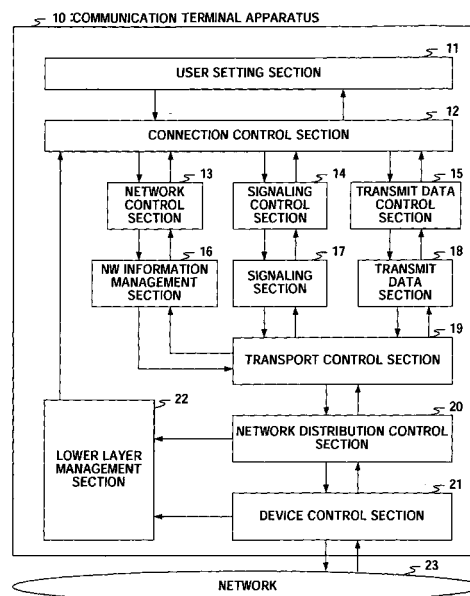 10 :COMMUNICATION TERMINAL APPARATUS
11
USER SETTING SECTION
12
CONNECTION CONTROL SECTION
13
NETWORK
CONTROL
SECTION
14
SIGNALING
CONTROL
SECTION
15
TRANSMIT DATA
CONTROL
SECTION
16
NW INFORMATION
MANAGEMENT
SECTION
17
SIGNALING
SECTION
18
TRANSMIT
DATA
SECTION
19
TRANSPORT CONTROL SECTION
20
NETWORK DISTRIBUTION CONTROL
SECTION
22
LOWER LAYER
MANAGEMENT
SECTION
21
DEVICE CONTROL SECTION
23
NETWORK